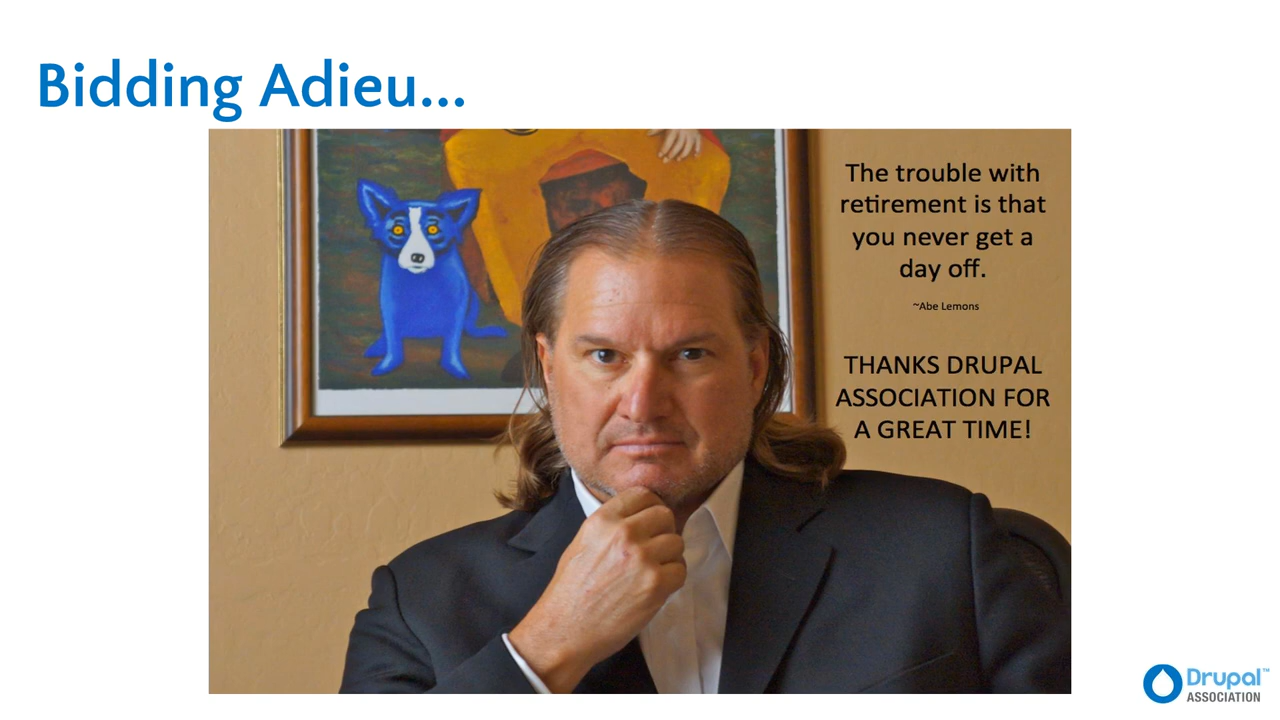 Bidding Adieu...
The trouble with
retirement is that
you never get a
day off.
~Abe Lemons
THANKS DRUPAL
ASSOCIATION FOR
A GREAT TIME!
Drupal™
ASSOCIATION